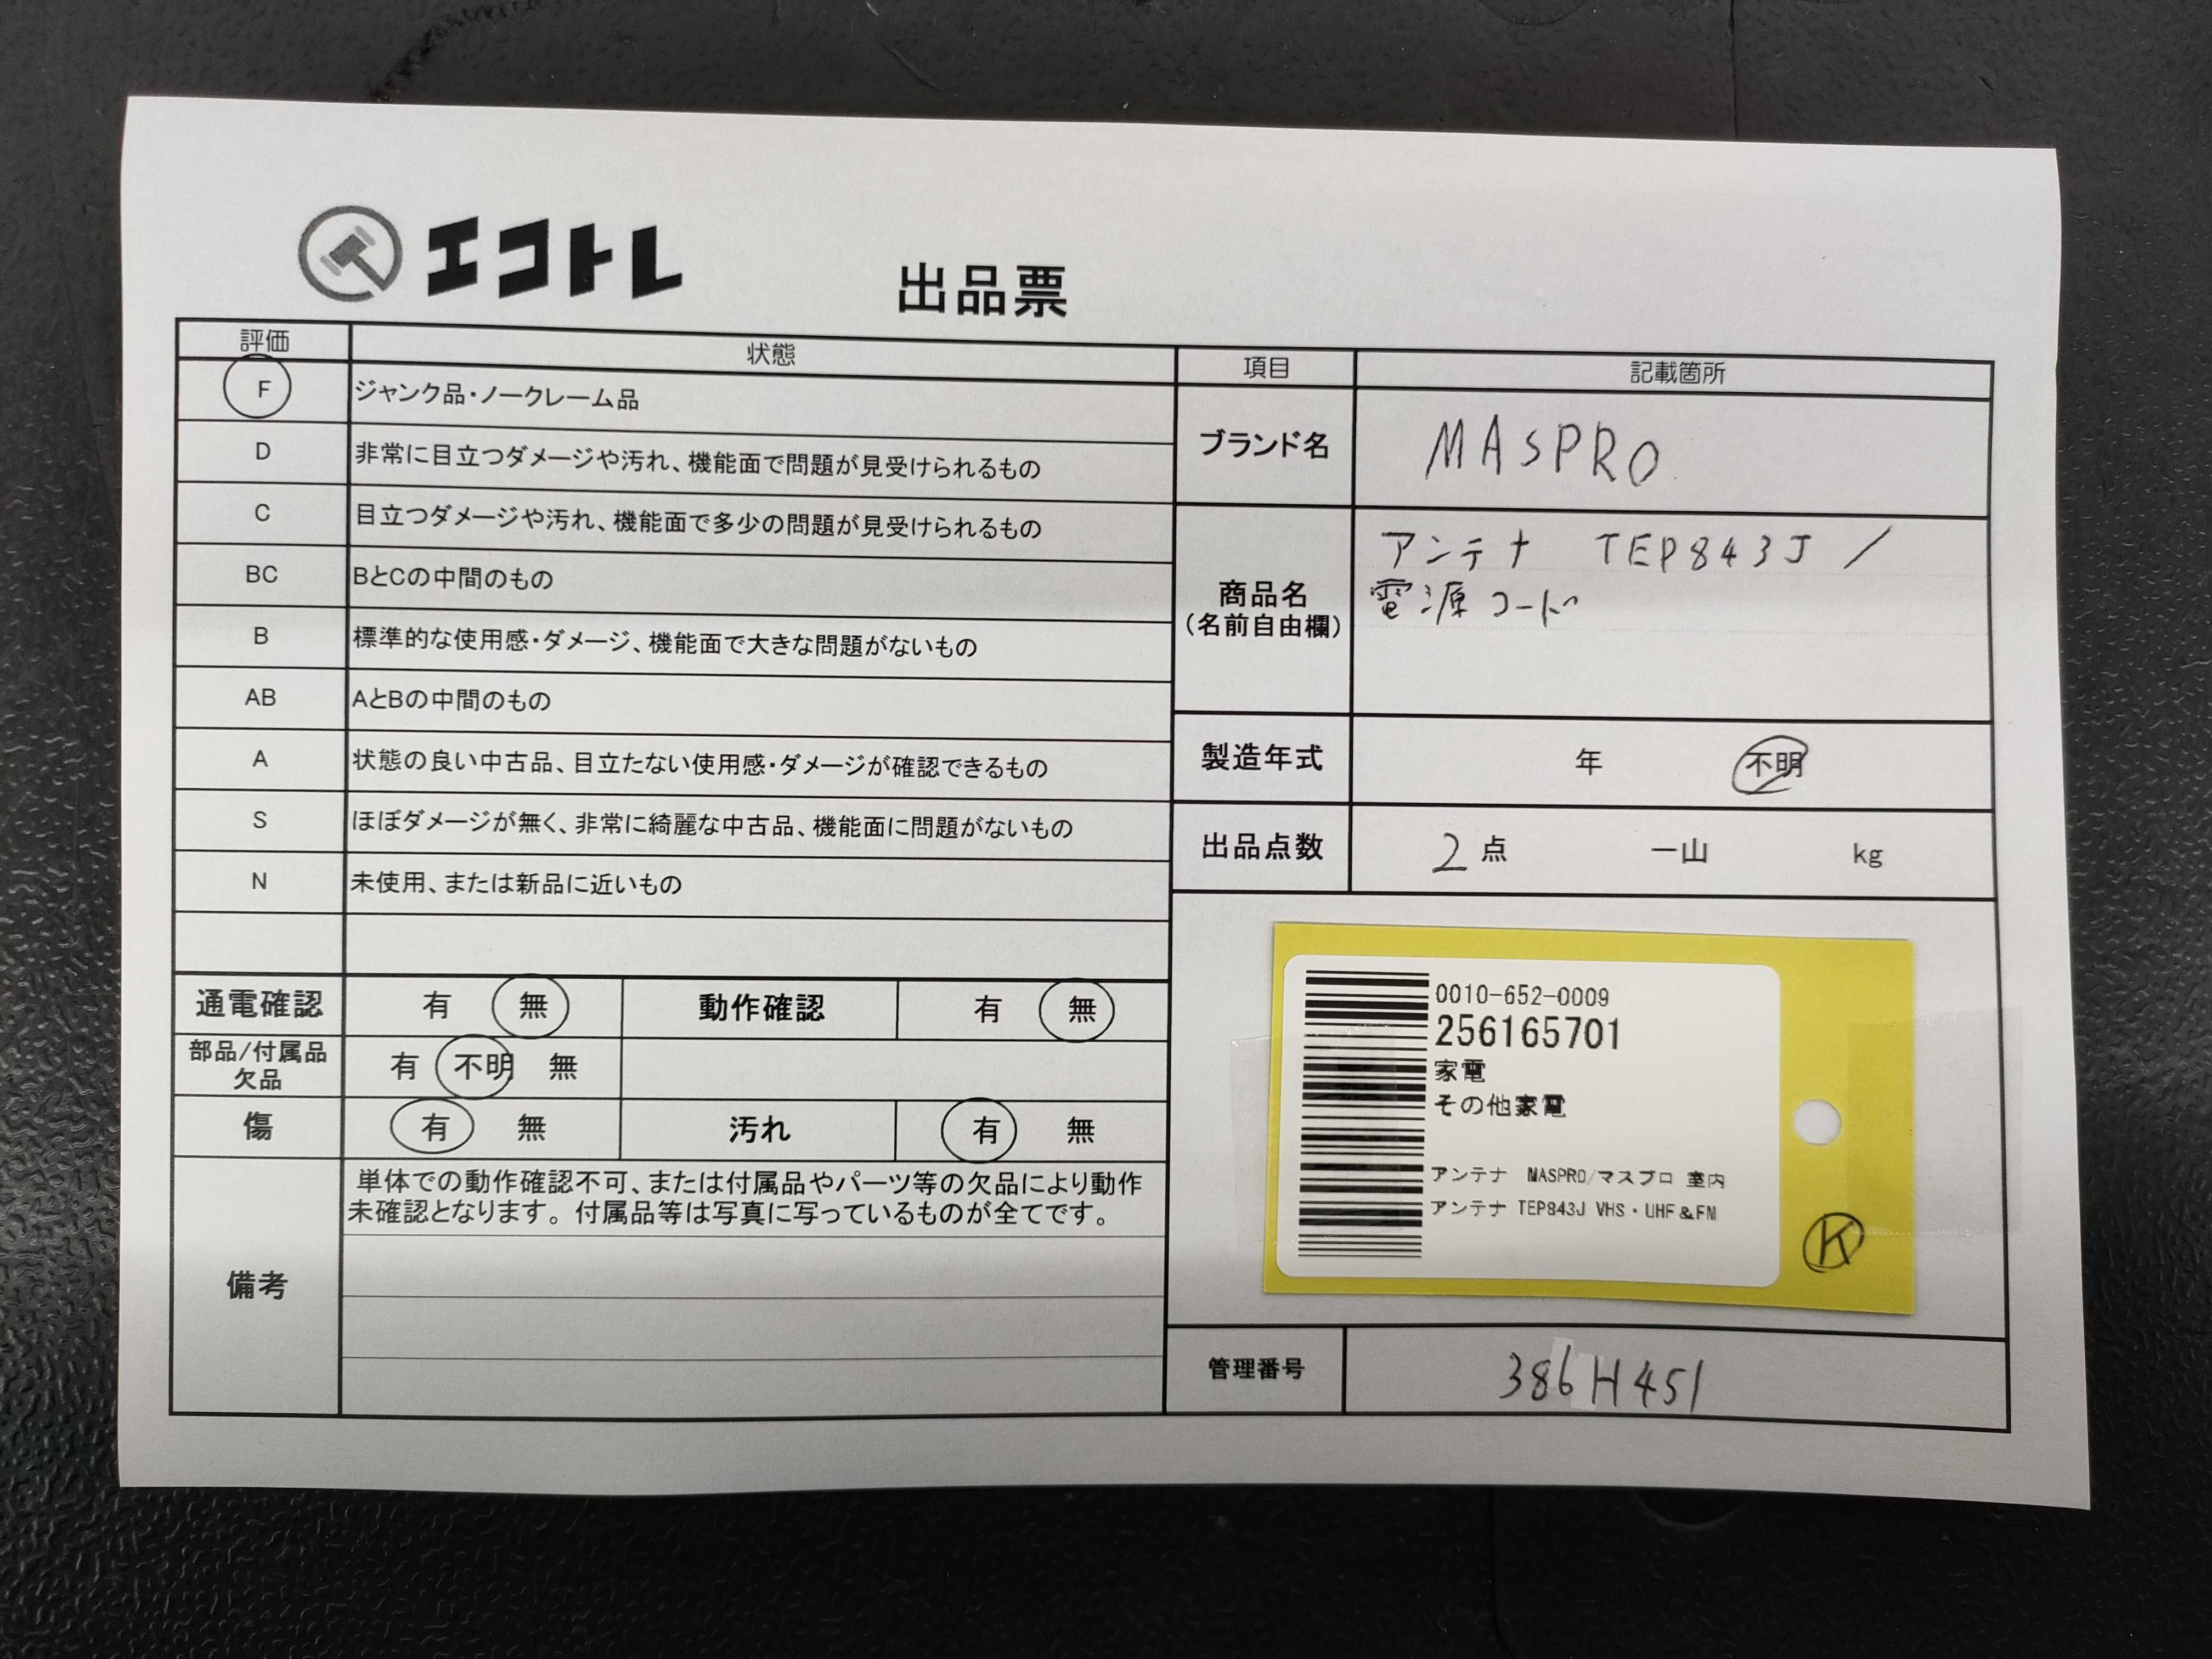 エコトレ
出品票
評価 状態
F ジャンク品・ノークレーム品
D 非常に目立つダメージや汚れ、機能面で問題が見受けられるもの
C 目立つダメージや汚れ、機能面で多少の問題が見受けられるもの
BC BとCの中間のもの
B 標準的な使用感・ダメージ、機能面で大きな問題がないもの
AB AとBの中間のもの
A 状態の良い中古品、目立たない使用感・ダメージが確認できるもの
S ほぼダメージが無く、非常に綺麗な中古品、機能面に問題がないもの
N 未使用、または新品に近いもの
通電確認 有 無 動作確認 有 無
部品/付属品
欠品 有 不明 無
傷 有 無 汚れ 有 無
備考
単体での動作確認不可、または付属品やパーツ等の欠品により動作
未確認となります。付属品等は写真に写っているものが全てです。
項目 記載箇所
ブランド名 MASPRO
商品名
(名前自由欄)
アンテナ TEP843J /
電源コード
製造年式 年 不明
出品点数 2 点 一山 kg
0010-652-0009
256165701
家電
その他家電
アンテナ MASPRO/マスプロ 室内
アンテナ TEP843J VHS・UHF&FM
K
管理番号 386H451